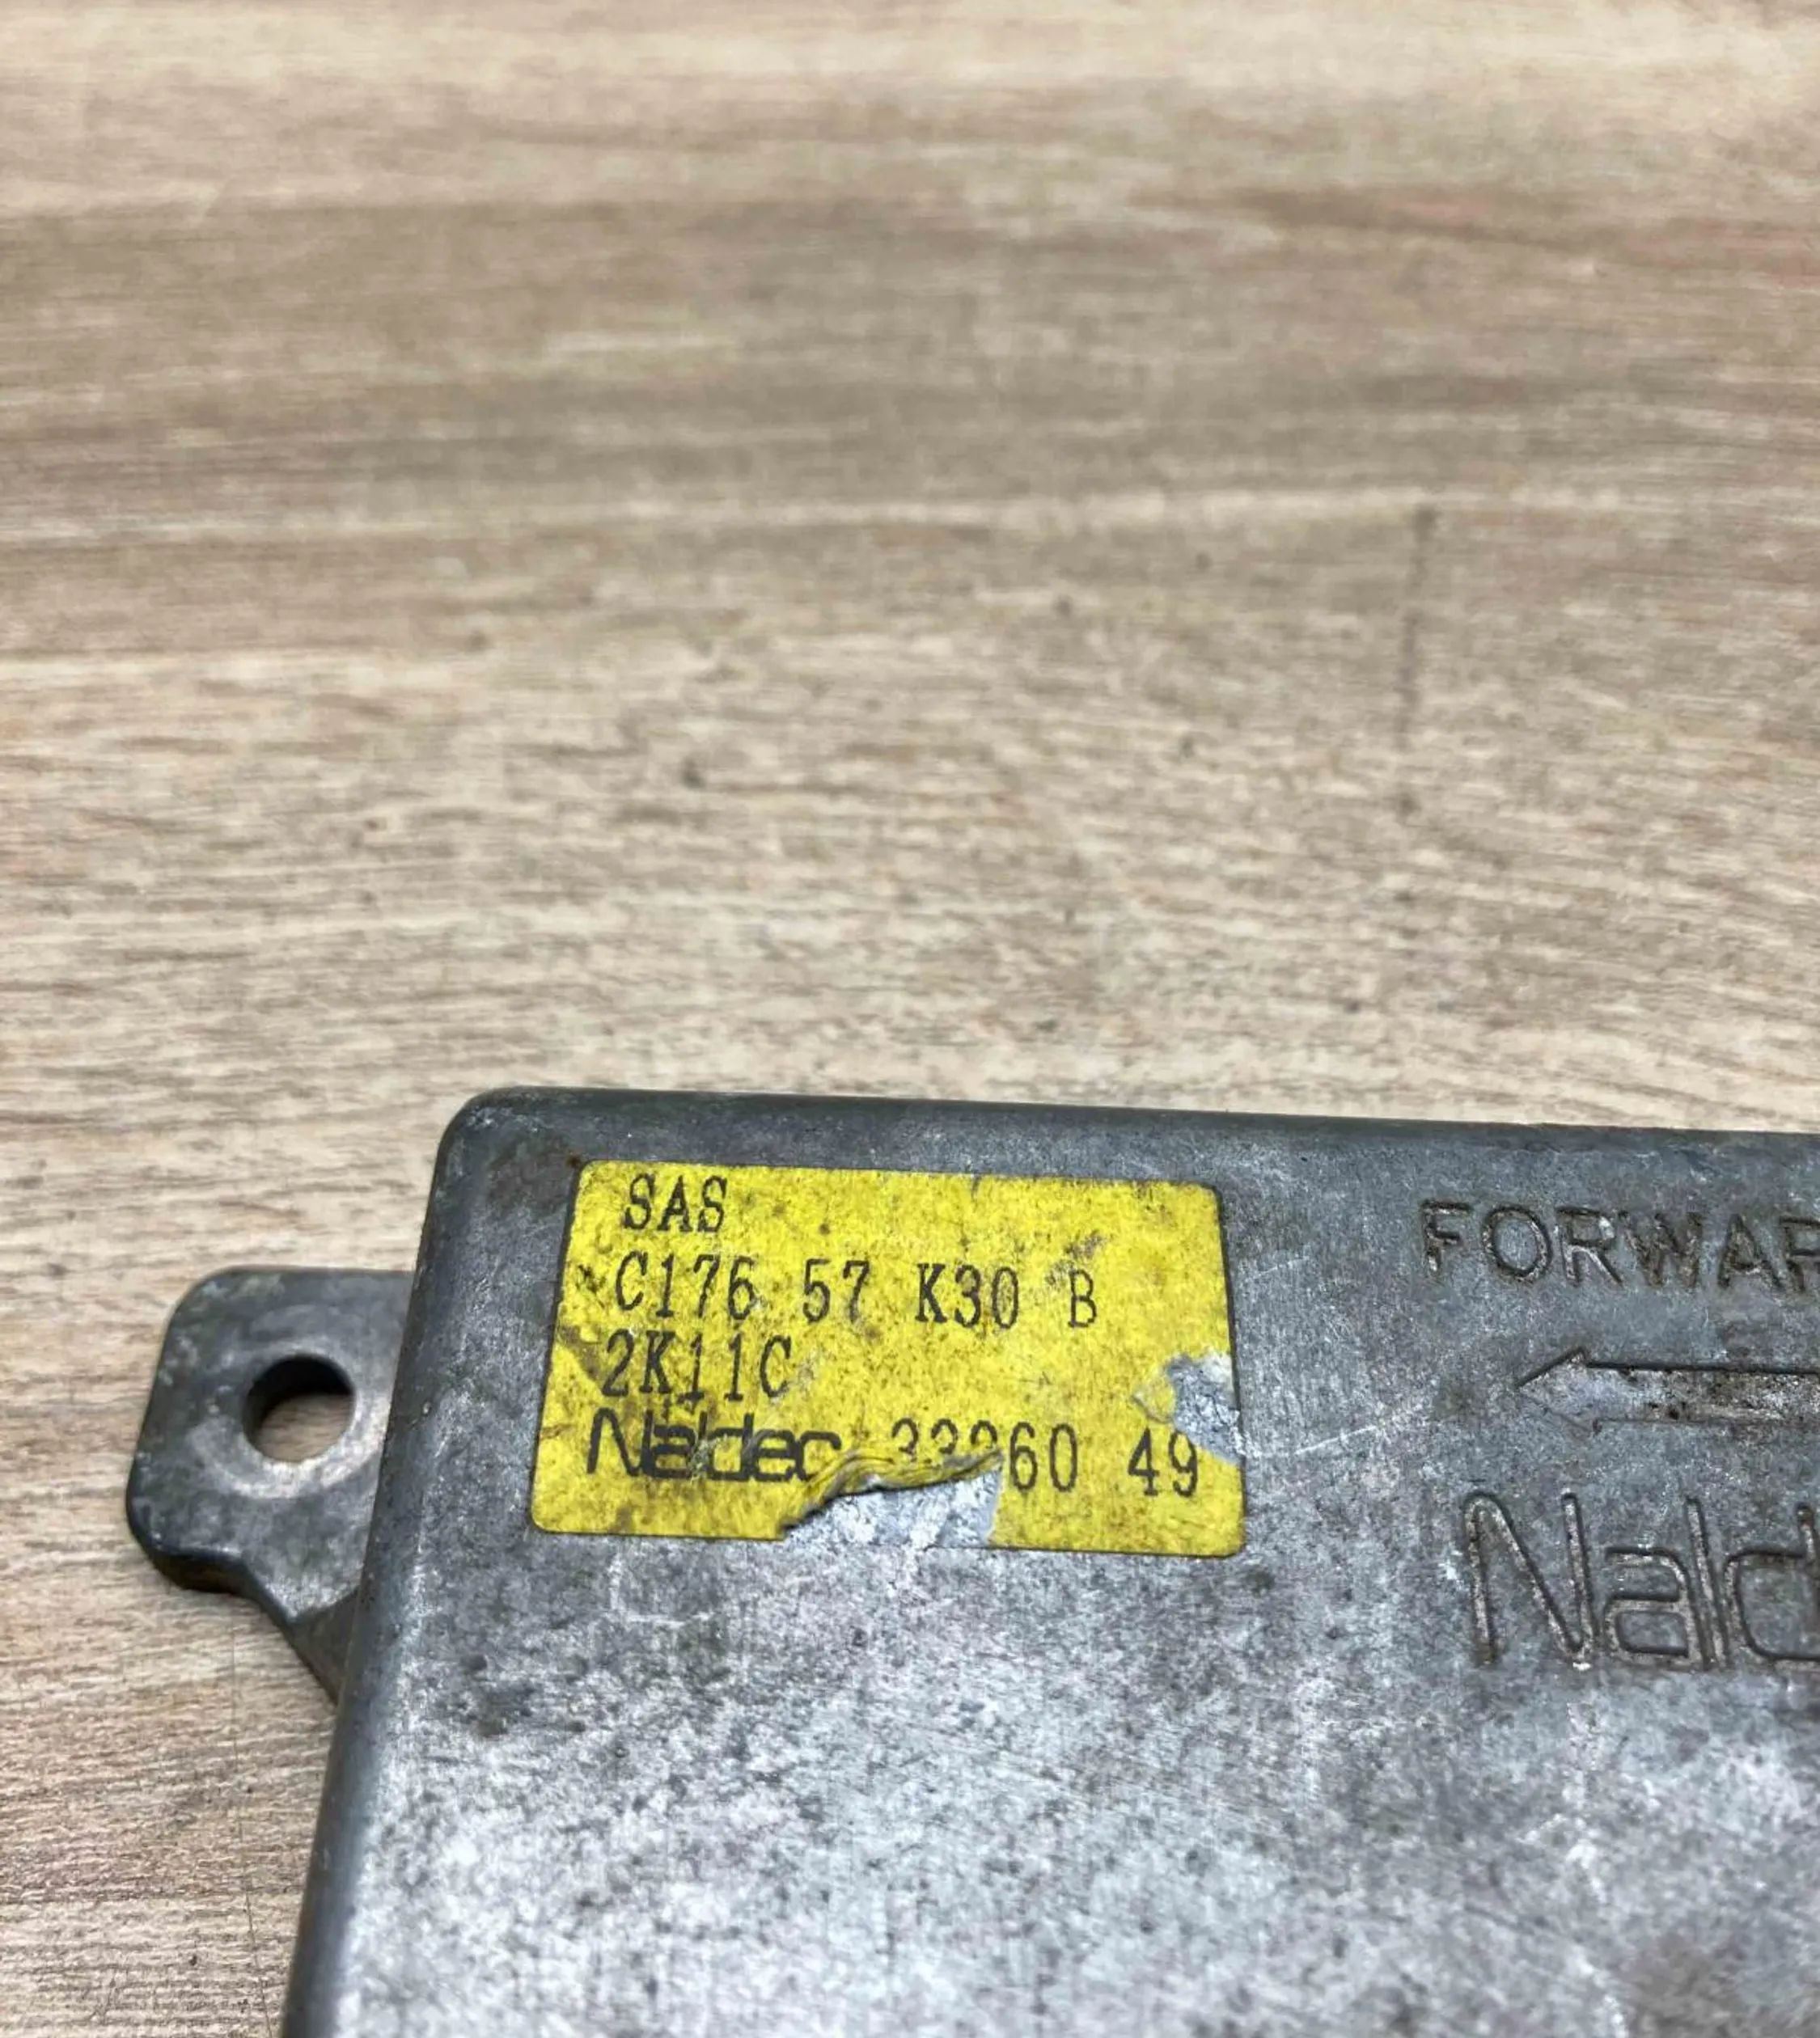 SAS
C176 57 K30 B
2K11C
Naldec 60 49
FORWAR
Nald